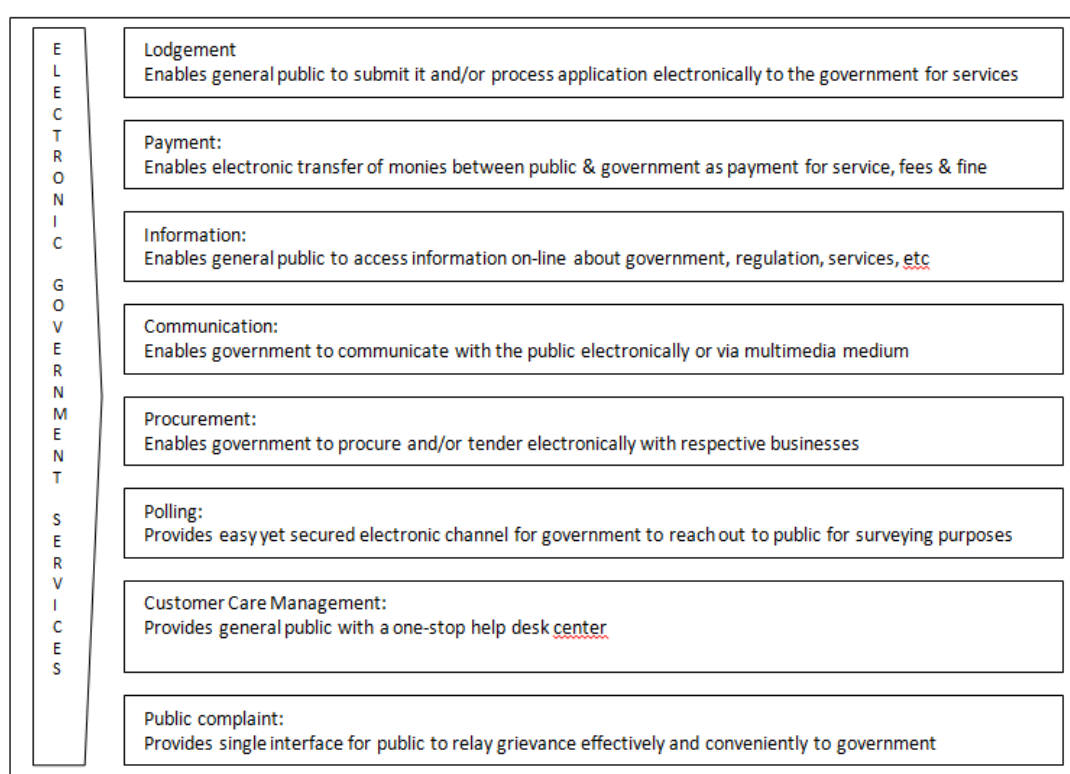 ELECTRONIC GOVERNMENT SERVICES
Lodgement
Enables general public to submit it and/or process application electronically to the government for services
Payment:
Enables electronic transfer of monies between public & government as payment for service, fees & fine
Information:
Enables general public to access information on-line about government, regulation, services, etc
Communication:
Enables government to communicate with the public electronically or via multimedia medium
Procurement:
Enables government to procure and/or tender electronically with respective businesses
Polling:
Provides easy yet secured electronic channel for government to reach out to public for surveying purposes
Customer Care Management:
Provides general public with a one-stop help desk center
Public complaint:
Provides single interface for public to relay grievance effectively and conveniently to government